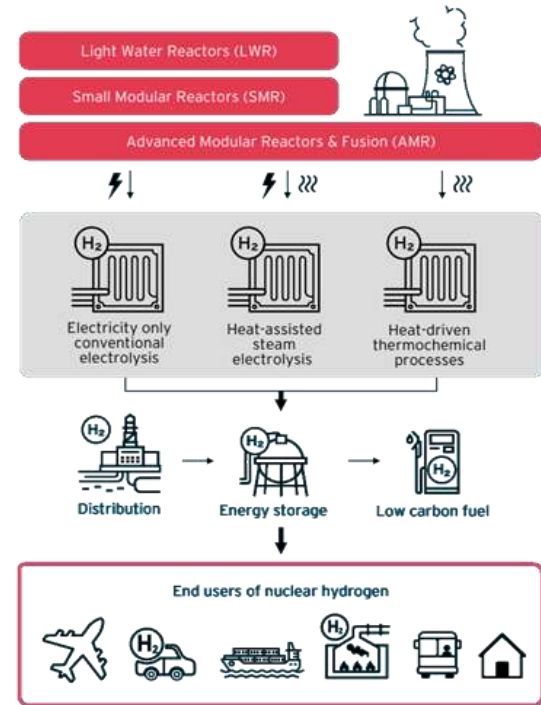 Light Water Reactors (LWR)
Small Modular Reactors (SMR)
Advanced Modular Reactors & Fusion (AMR)
H₂
H₂
H₂
Electricity only
conventional
electrolysis
Heat-assisted
steam
electrolysis
Heat-driven
thermochemical
processes
H₂
H₂
H₂
Distribution
Energy storage
Low carbon fuel
End users of nuclear hydrogen
H₂
H₂